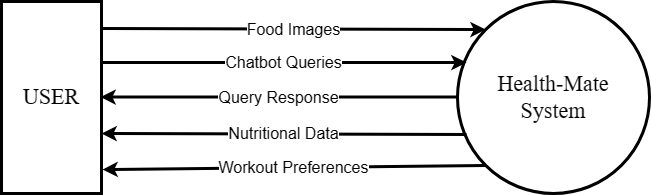 USER
Food Images
Chatbot Queries
Query Response
Nutritional Data
Workout Preferences
Health-Mate
System